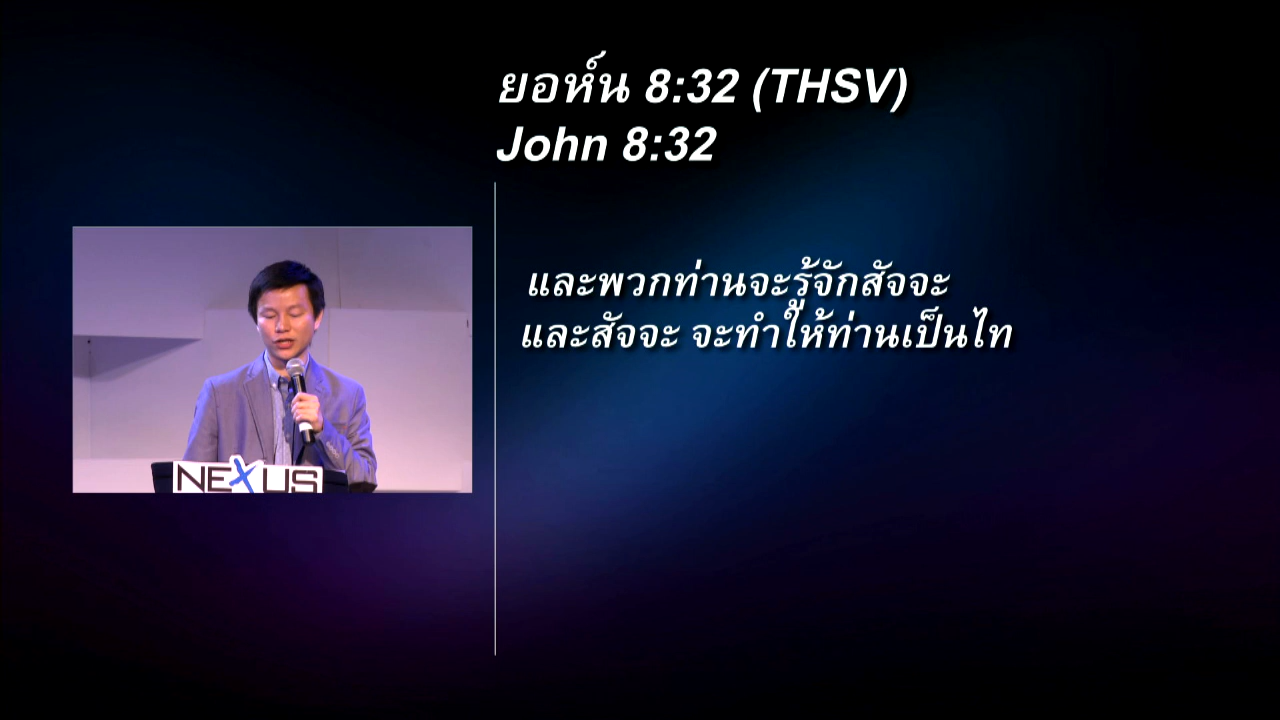 ยอห์น 8:32 (THSV)
John 8:32
และพวกท่านจะรู้จักสัจจะ
และสัจจะ จะทำให้ท่านเป็นไท
NEXUS